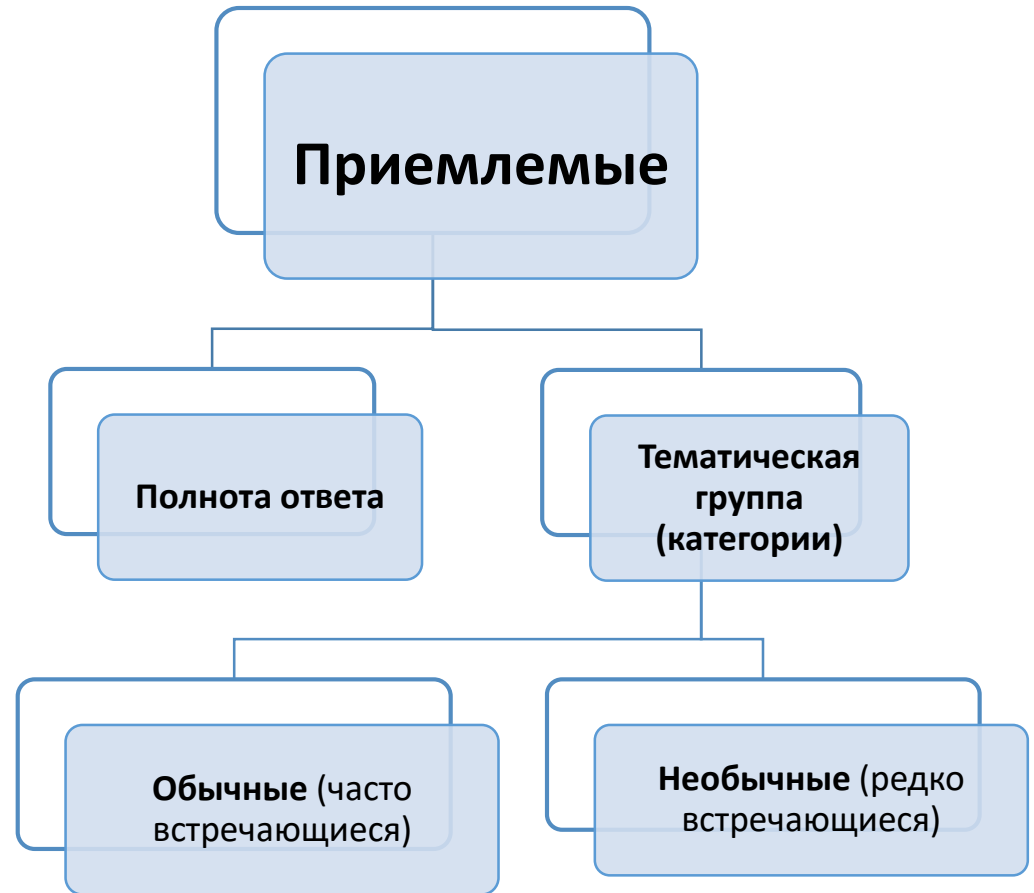 Приемлемые
Полнота ответа
Тематическая
группа
(категории)
Обычные (часто
встречающиеся)
Необычные (редко
встречающиеся)